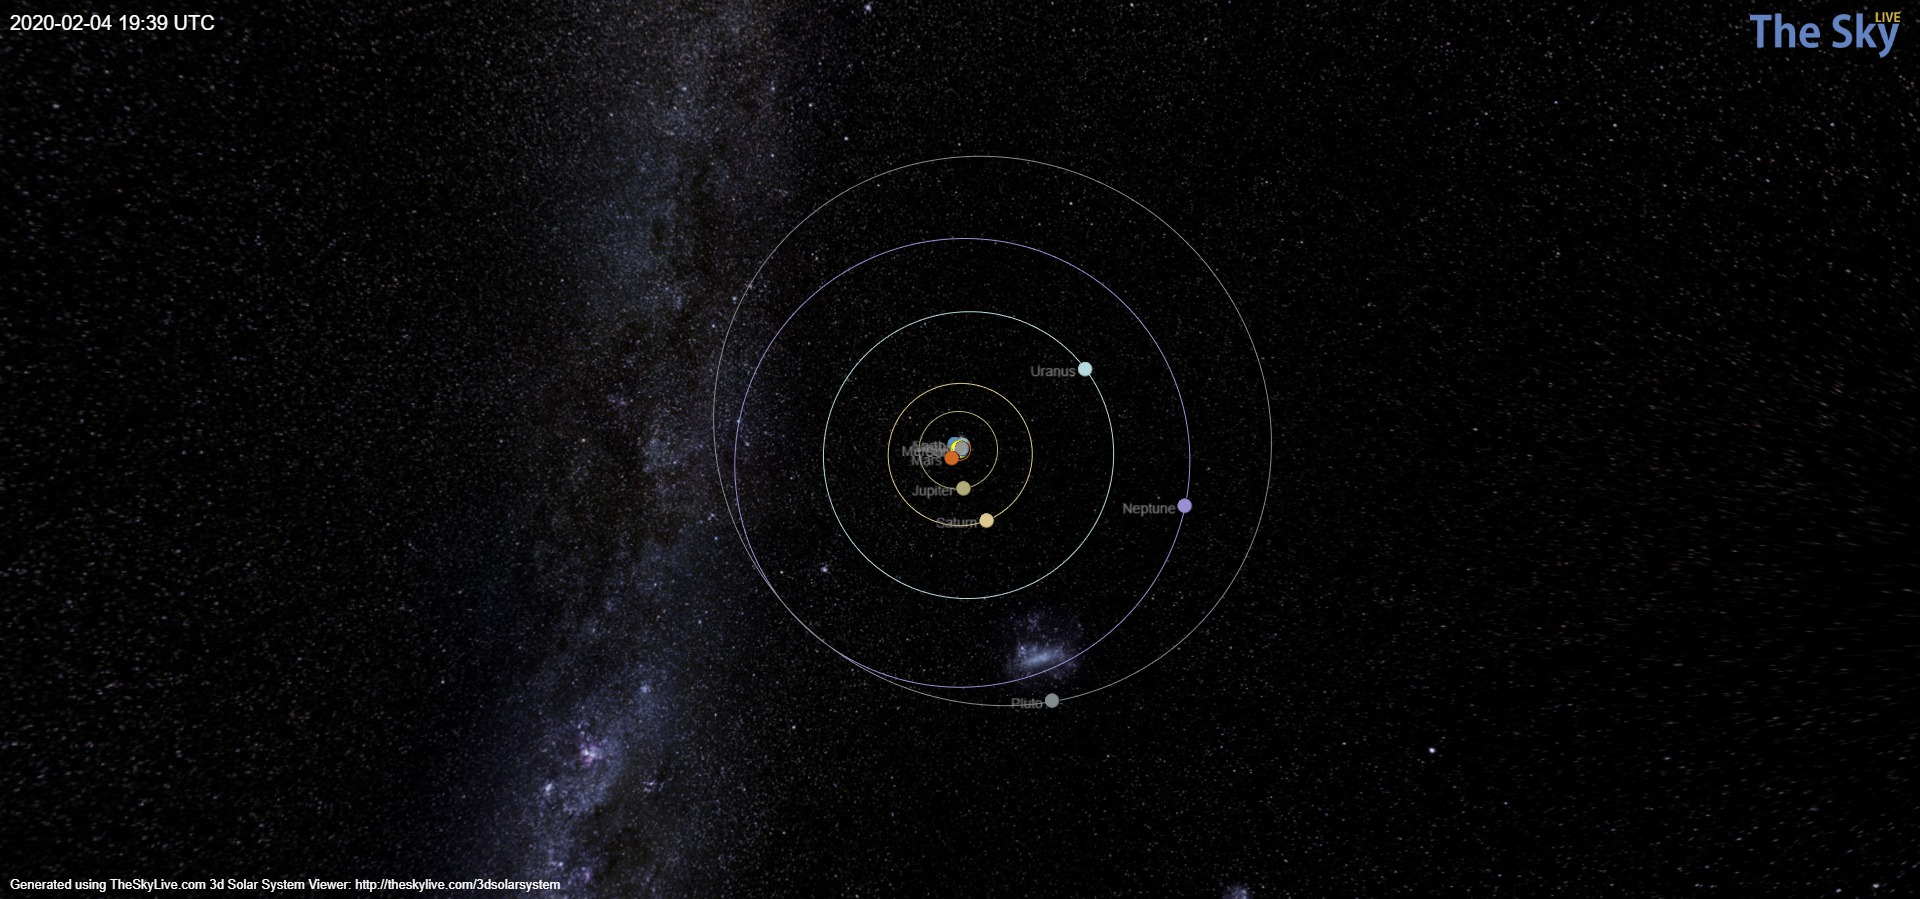 2020-02-04 19:39 UTC
The Sky LIVE
Uranus
Mars
Jupiter
Neptune
Saturn
Pluto
Generated using TheSkyLive.com 3d Solar System Viewer: http://theskylive.com/3dsolarsystem